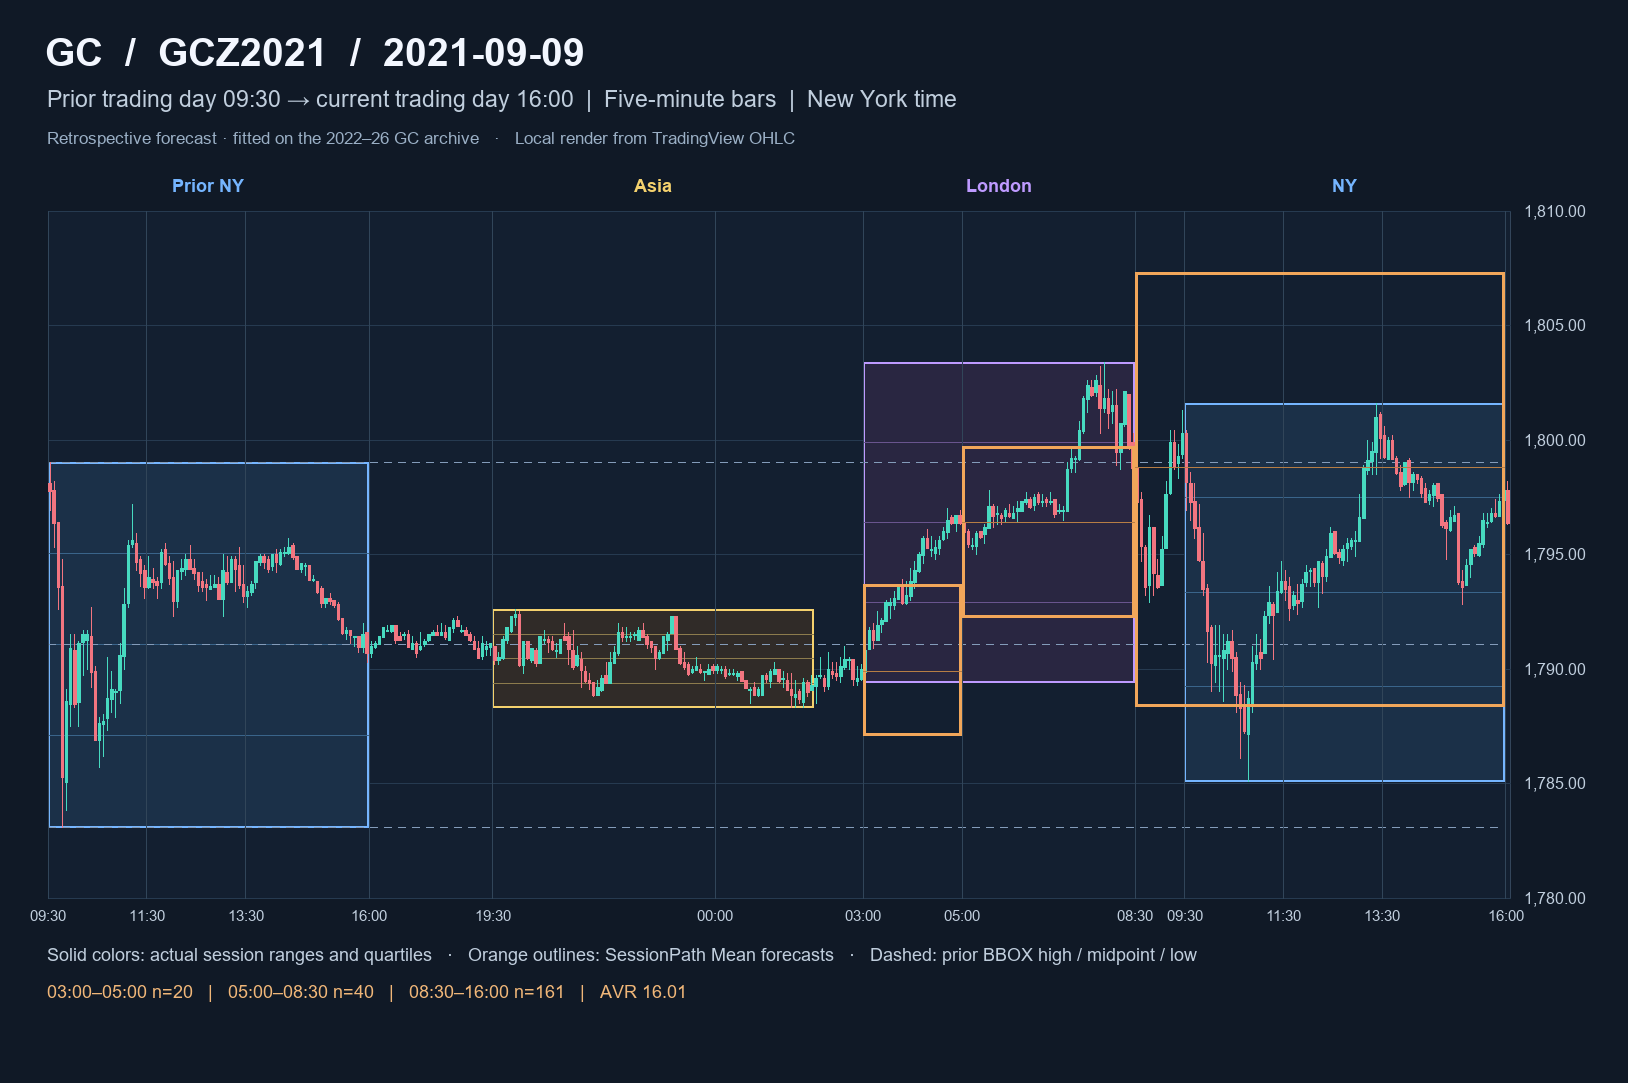 GC / GCZ2021 / 2021-09-09
Prior trading day 09:30 → current trading day 16:00 | Five-minute bars | New York time
Retrospective forecast · fitted on the 2022–26 GC archive · Local render from TradingView OHLC
Prior NY Asia London NY
1,810.00
1,805.00
1,800.00
1,795.00
1,790.00
1,785.00
1,780.00
09:30 11:30 13:30 16:00 19:30 00:00 03:00 05:00 08:30 09:30 11:30 13:30 16:00
Solid colors: actual session ranges and quartiles · Orange outlines: SessionPath Mean forecasts · Dashed: prior BBOX high / midpoint / low
03:00–05:00 n=20 | 05:00–08:30 n=40 | 08:30–16:00 n=161 | AVR 16.01